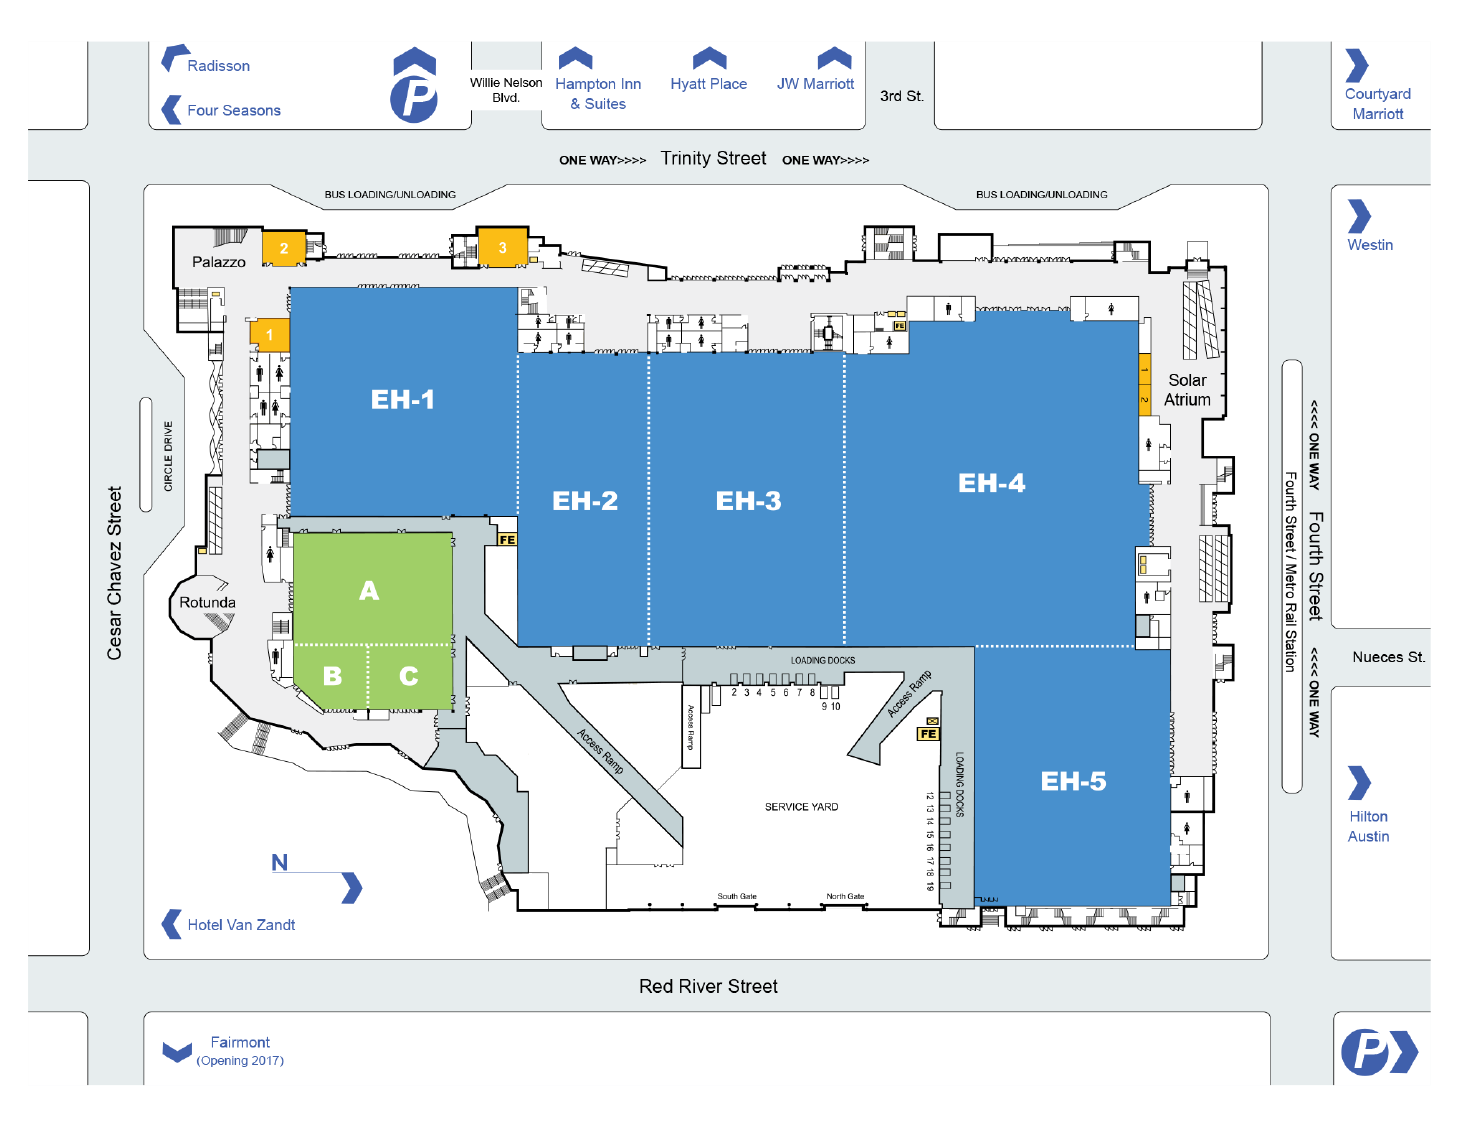 Radisson
Four Seasons
P
Willie Nelson
Blvd.
Hampton Inn
& Suites
Hyatt Place
JW Marriott
3rd St.
Courtyard
Marriott
ONE WAY>>>> Trinity Street ONE WAY>>>>
BUS LOADING/UNLOADING
BUS LOADING/UNLOADING
Westin
Palazzo
2
3
1
FE
EH-1
EH-2
EH-3
EH-4
1
2
Solar
Atrium
CIRCLE DRIVE
Cesar Chavez Street
<<<< ONE WAY Fourth Street <<<< ONE WAY
Fourth Street / Metro Rail Station
FE
A
B
C
Rotunda
LOADING DOCKS
2 3 4 5 6 7 8
9 10
Access Ramp
Access Ramp
Access Ramp
FE
LOADING DOCKS
12 13 14 15 16 17 18 19
SERVICE YARD
EH-5
Nueces St.
Hilton
Austin
N
South Gate
North Gate
Hotel Van Zandt
Red River Street
Fairmont
(Opening 2017)
P